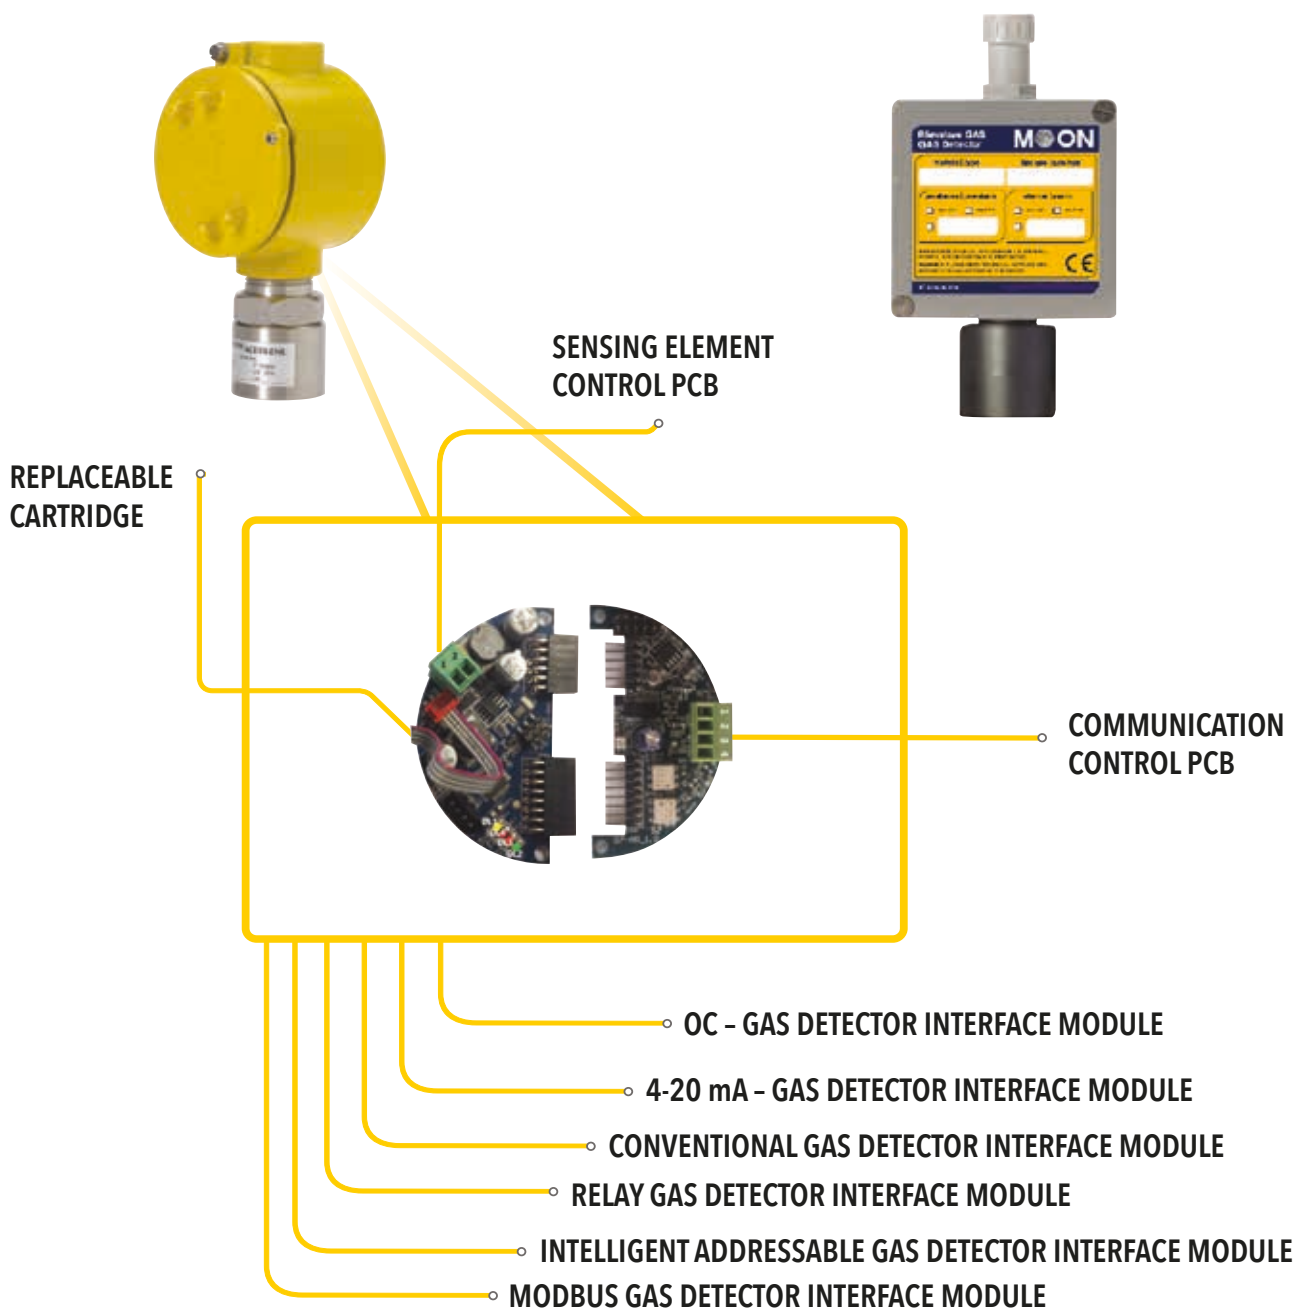 GAS Detector
MOON
CE
SENSING ELEMENT
CONTROL PCB
REPLACEABLE
CARTRIDGE
COMMUNICATION
CONTROL PCB
OC – GAS DETECTOR INTERFACE MODULE
4-20 mA – GAS DETECTOR INTERFACE MODULE
CONVENTIONAL GAS DETECTOR INTERFACE MODULE
RELAY GAS DETECTOR INTERFACE MODULE
INTELLIGENT ADDRESSABLE GAS DETECTOR INTERFACE MODULE
MODBUS GAS DETECTOR INTERFACE MODULE